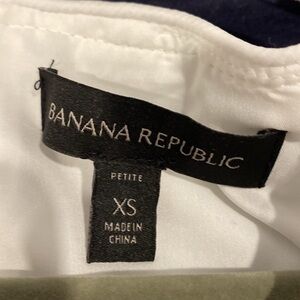 BANANA REPUBLIC
PETITE
XS
MADE IN
CHINA